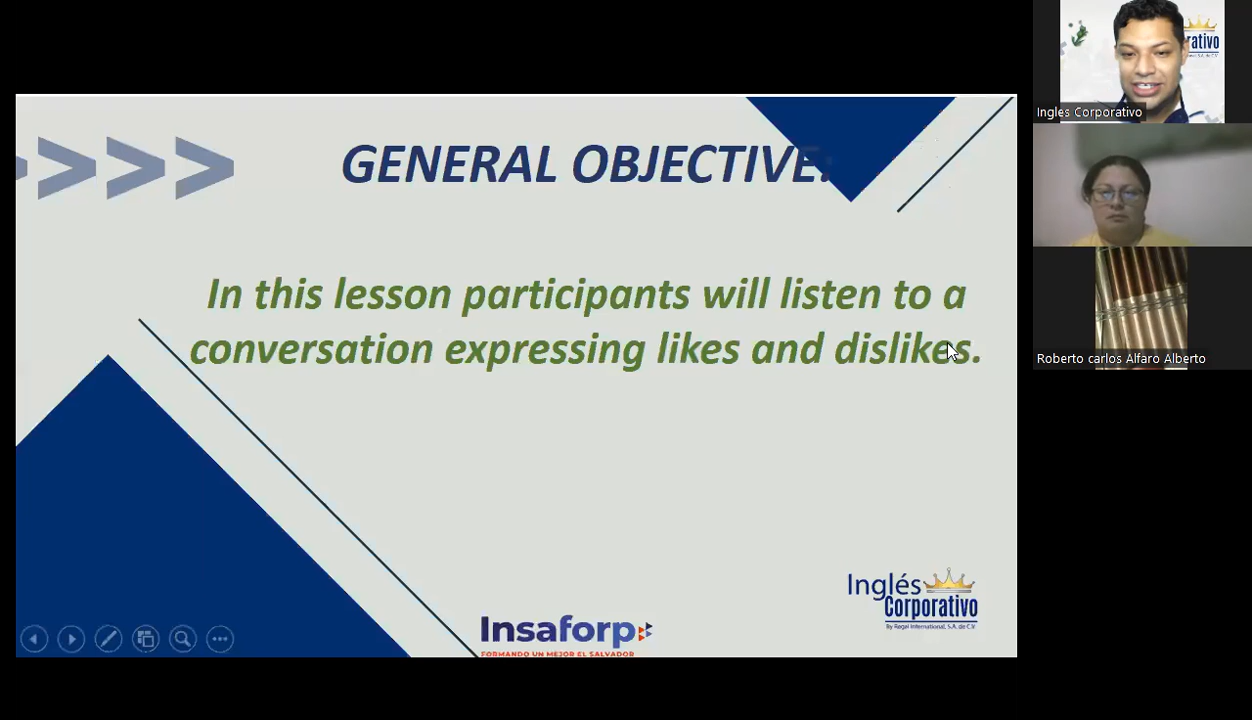 GENERAL OBJECTIVE:
In this lesson participants will listen to a
conversation expressing likes and dislikes.
Inglés
Corporativo
By Regal International, S.A. de C.V
Insaforp
FORMANDO UN MEJOR EL SALVADOR
rativo
Ingles Corporativo
Roberto carlos Alfaro Alberto